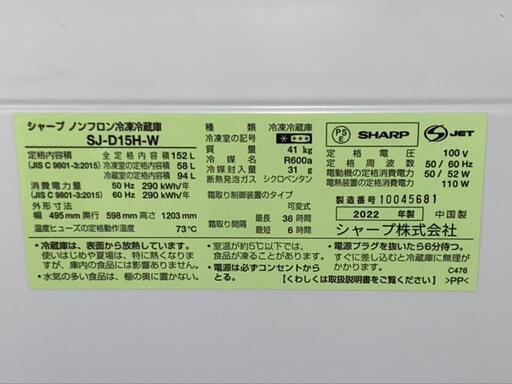 シャープ ノンフロン冷凍冷蔵庫
SJ-D15H-W
定格内容積 全定格内容積 152 L
(JIS C 9801-3:2015) 冷凍室の定格内容積 58 L
冷蔵室の定格内容積 94 L
消費電力量 50 Hz 290 kWh/年
(JIS C 9801-3:2015) 60 Hz 290 kWh/年
外形寸法
幅 495 mm 奥行 598 mm 高さ 1203 mm
温度ヒューズの定格動作温度 73℃
種類 冷凍冷蔵庫
冷凍室の記号
質量 41 kg
冷媒名 R600a
冷媒封入量 31 g
断熱発泡ガス シクロペンタン
霜取り制御装置のタイプ
可変式
霜取り間隔 最長 36 時間
最短 6 時間
PS
E
SHARP
S JET
定格電圧 100 V
定格周波数 50 / 60 Hz
電動機の定格消費電力 50 / 52 W
電熱装置の定格消費電力 110 W
製造番号 10045681
2022 年製 中国製
シャープ株式会社
・冷蔵庫は、表面から放熱しています。
使いはじめや夏場は、特に熱くなりま
すが、庫内の食品には影響ありません。
・水気の多い食品は、棚の奥に置かない。
・室温が約5℃以下では、
食品が凍ることがあります。
・電源は必ずコンセントから
とる。
・電源プラグを抜いたら6分待つ。
すぐに差し込むと冷蔵庫に無理が
かかります。
【くわしくは取扱説明書をご覧ください】
C476
>PP<